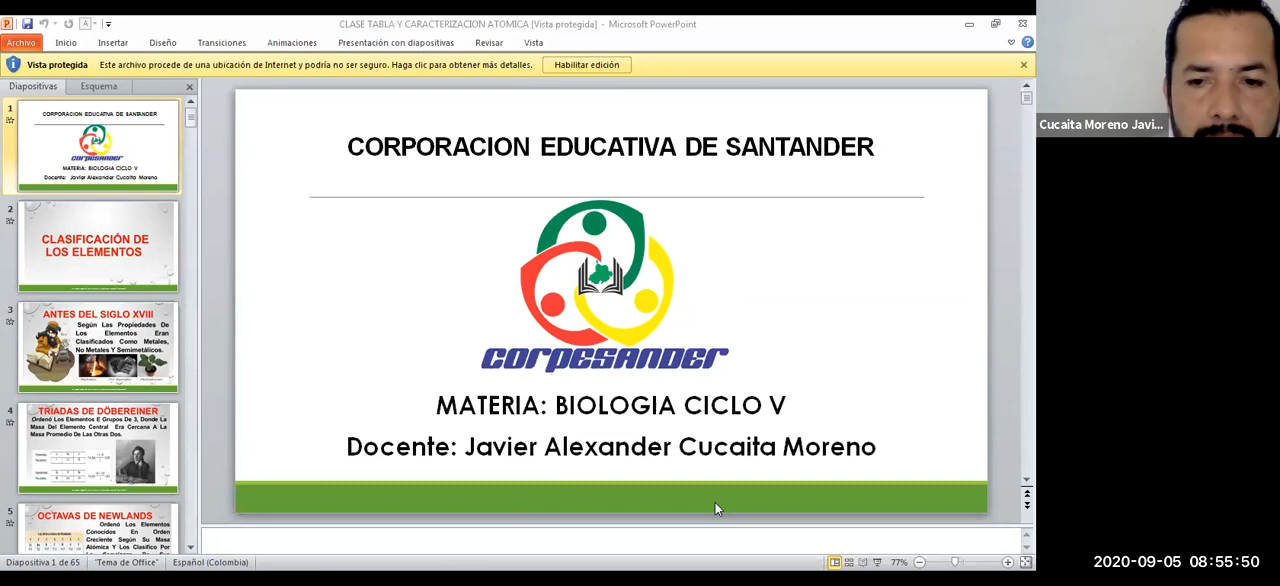 CLASE TABLA Y CARACTERIZACION ATOMICA [Vista protegida] - Microsoft PowerPoint
Archivo Inicio Insertar Diseño Transiciones Animaciones Presentación con diapositivas Revisar Vista
Vista protegida Este archivo procede de una ubicación de Internet y podría no ser seguro. Haga clic para obtener más detalles. Habilitar edición
Diapositivas Esquema
1
CORPORACION EDUCATIVA DE SANTANDER
corpesander
MATERIA: BIOLOGIA CICLO V
Docente: Javier Alexander Cucaita Moreno
2
CLASIFICACIÓN DE
LOS ELEMENTOS
3
ANTES DEL SIGLO XVIII
Según Las Propiedades De
Los Elementos Eran
Clasificados Como Metales,
No Metales Y Semimetálicos.
4
TRIADAS DE DÖBEREINER
Ordenó Los Elementos E Grupos De 3, Donde La
Masa Del Elemento Central Era Cercana A La
Masa Promedio De Las Otras Dos.
5
OCTAVAS DE NEWLANDS
Ordenó Los Elementos
Conocidos En Orden
Creciente Según Su Masa
Atómica Y Los Clasifico Por
CORPORACION EDUCATIVA DE SANTANDER
corpesander
MATERIA: BIOLOGIA CICLO V
Docente: Javier Alexander Cucaita Moreno
Cucaita Moreno Javi...
Diapositiva 1 de 65 "Tema de Office" Español (Colombia) 77%
2020-09-05 08:55:50